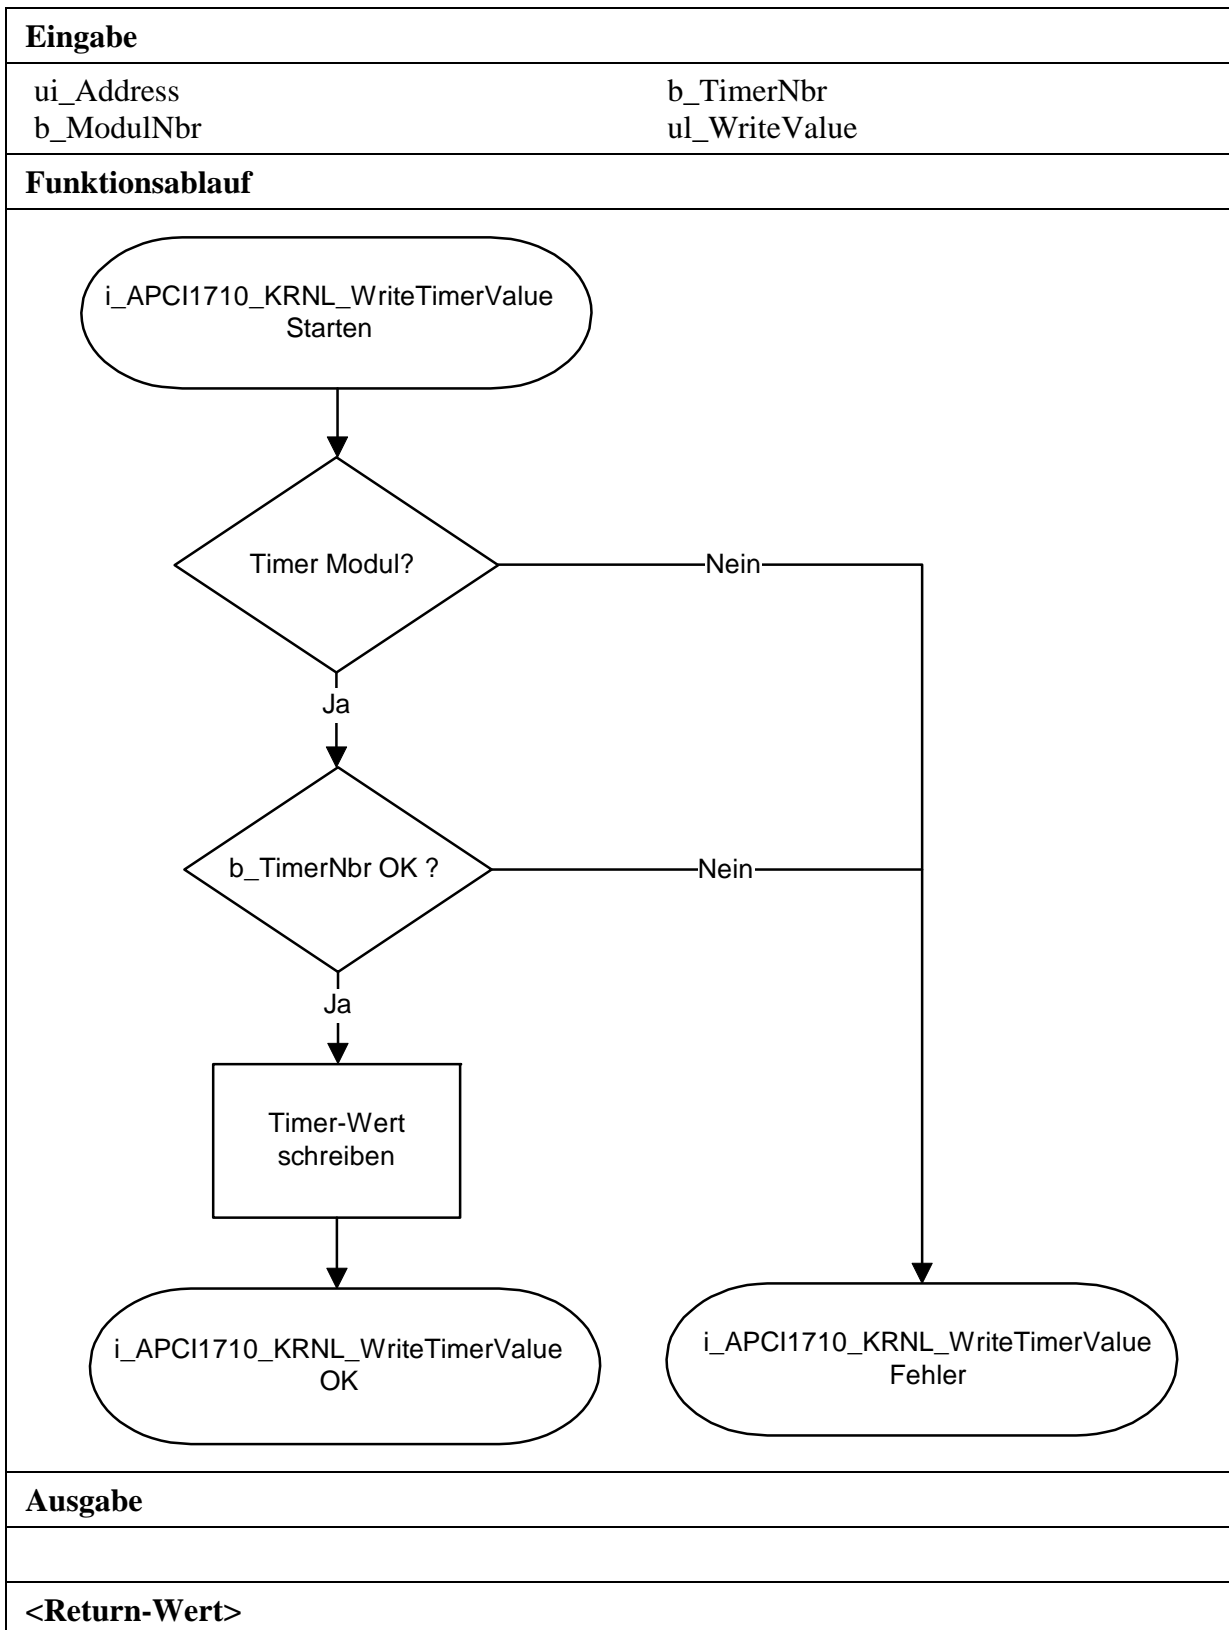 Eingabe
ui_Address b_TimerNbr
b_ModulNbr ul_WriteValue
Funktionsablauf
i_APCI1710_KRNL_WriteTimerValue
Starten
Timer Modul?
Nein
Ja
b_TimerNbr OK ?
Nein
Ja
Timer-Wert
schreiben
i_APCI1710_KRNL_WriteTimerValue
OK
i_APCI1710_KRNL_WriteTimerValue
Fehler
Ausgabe
<Return-Wert>